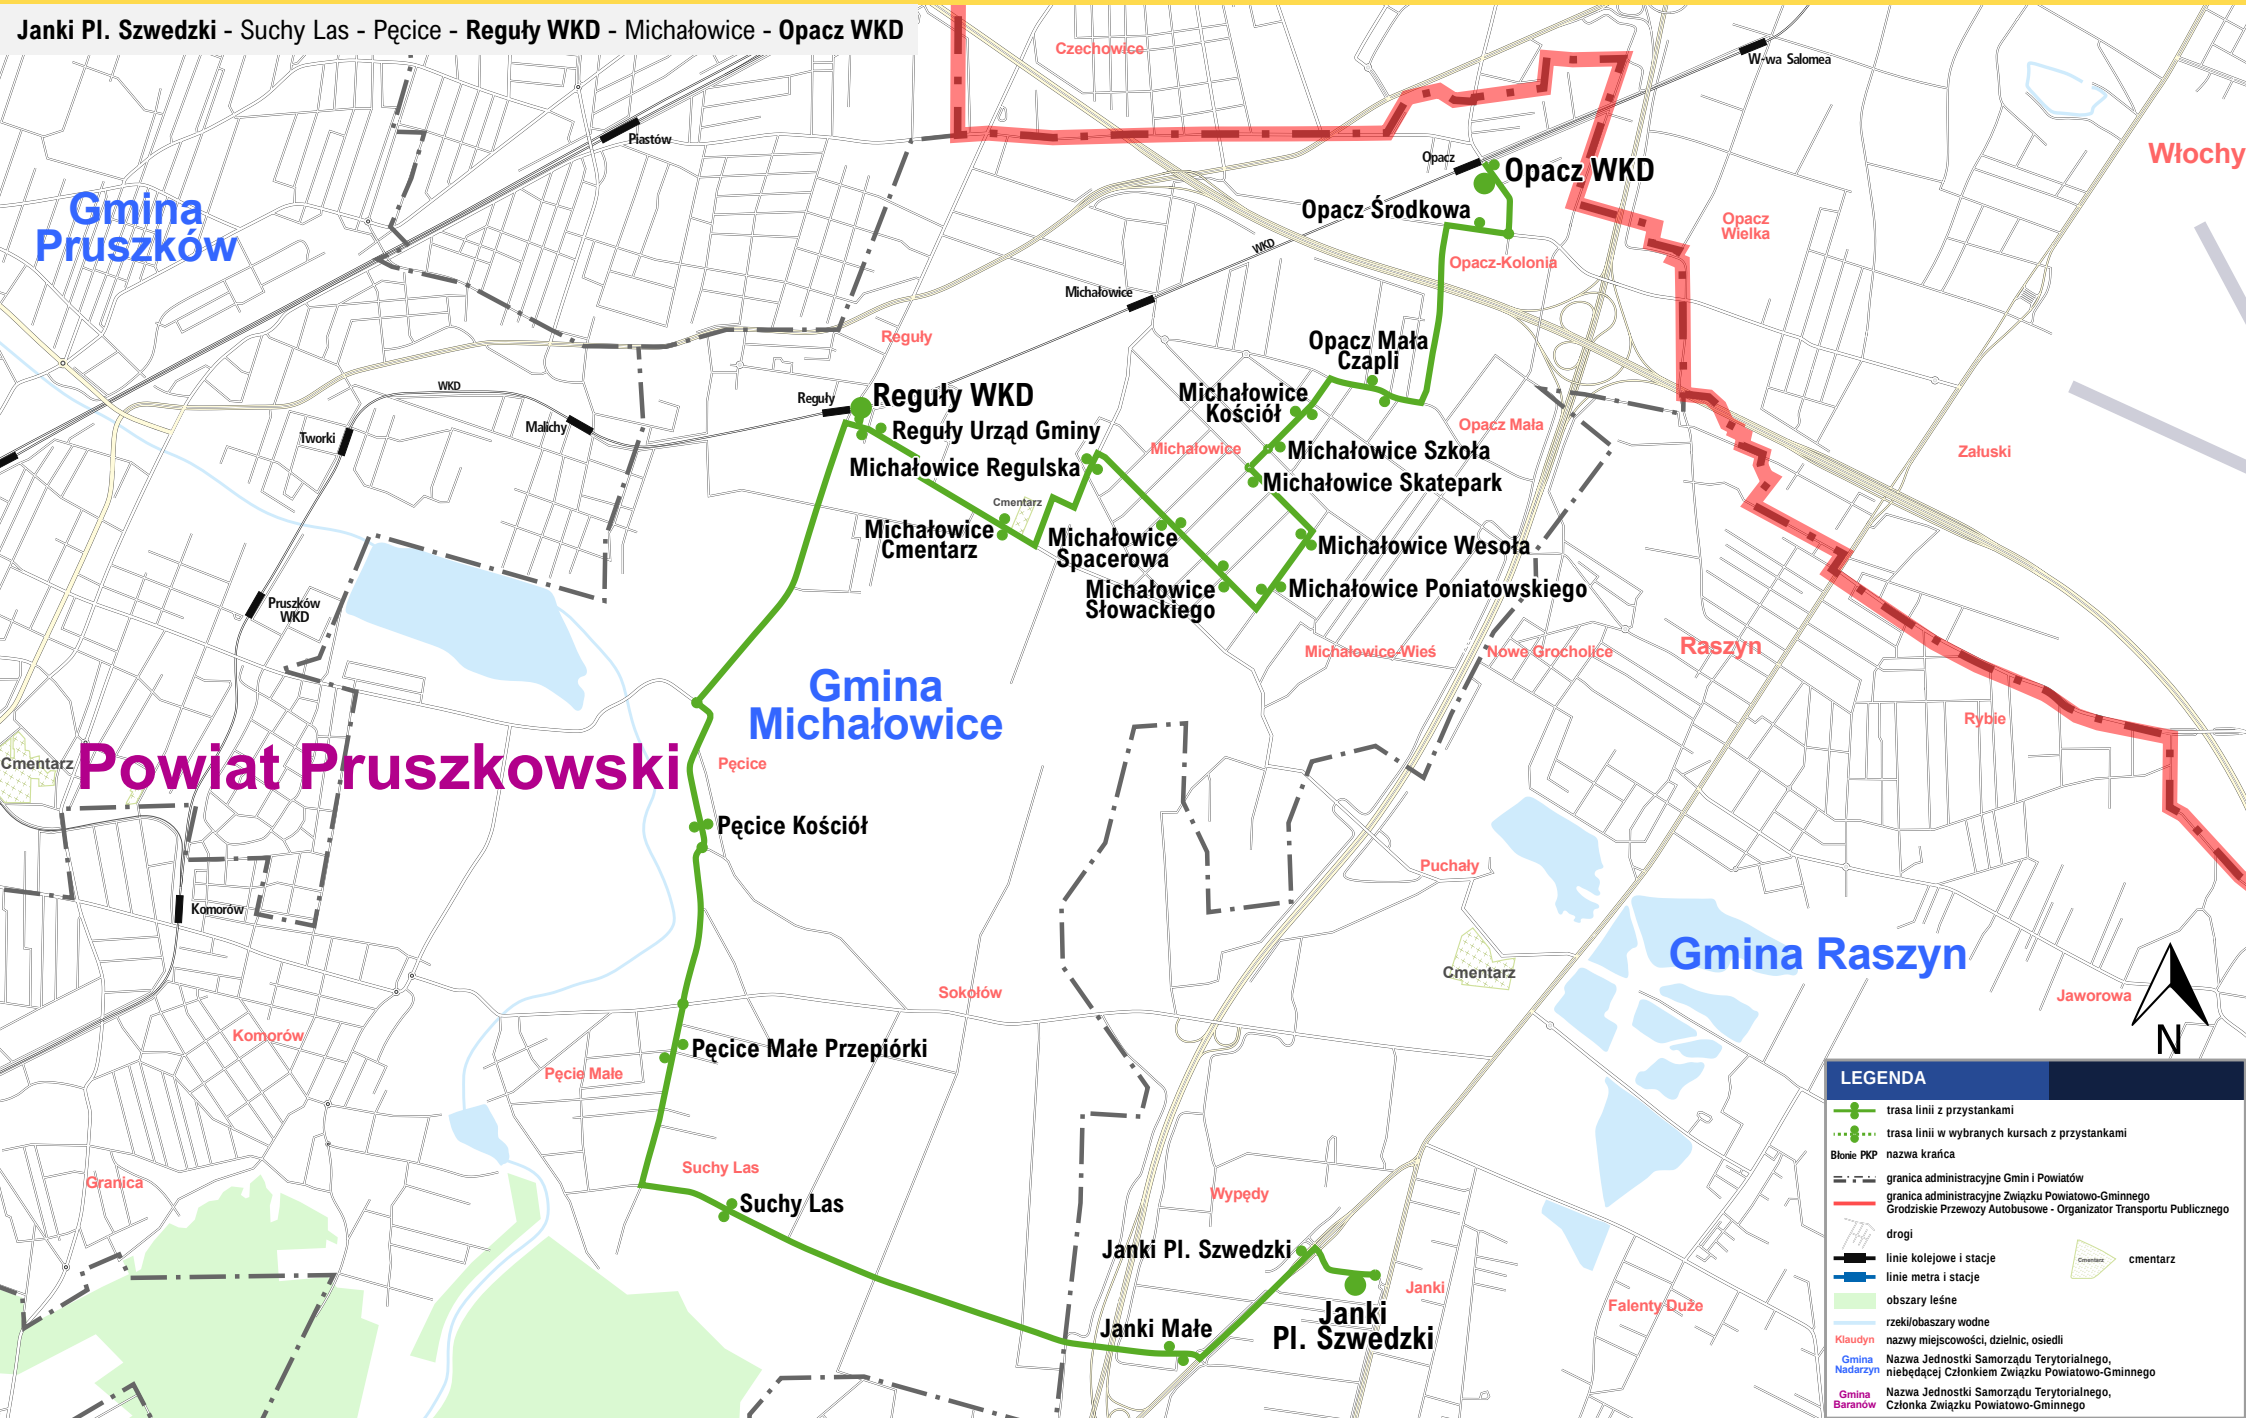 Janki Pl. Szwedzki - Suchy Las - Pęcice - Reguły WKD - Michałowice - Opacz WKD
Czechowice
W-wa Salomea
Piastów
Włochy
Opacz
Opacz WKD
Gmina
Pruszków
Opacz Środkowa
Opacz
Wielka
WKD
Opacz-Kolonia
Michałowice
Reguły
Opacz Mała
Czapli
WKD
Reguły
Reguły WKD
Michałowice
Kościół
Malichy
Tworki
Reguły Urząd Gminy
Opacz Mała
Michałowice
Michałowice Szkoła
Załuski
Michałowice Regulska
Michałowice Skatepark
Cmentarz
Michałowice
Cmentarz
Michałowice
Spacerowa
Michałowice Wesoła
Michałowice
Słowackiego
Michałowice Poniatowskiego
Pruszków
WKD
Michałowice-Wieś
Nowe Grocholice
Raszyn
Gmina
Michałowice
Rybie
Powiat Pruszkowski
Cmentarz
Pęcice
Pęcice Kościół
Puchały
Komorów
Gmina Raszyn
Cmentarz
Sokołów
Jaworowa
Komorów
N
Pęcice Małe Przepiórki
Pęcie Małe
Suchy Las
Granica
Suchy Las
Wypędy
Janki Pl. Szwedzki
Janki
Falenty Duże
Janki
Pl. Szwedzki
Janki Małe
LEGENDA
trasa linii z przystankami
trasa linii w wybranych kursach z przystankami
Błonie PKP nazwa krańca
granica administracyjne Gmin i Powiatów
granica administracyjne Związku Powiatowo-Gminnego
Grodziskie Przewozy Autobusowe - Organizator Transportu Publicznego
drogi
linie kolejowe i stacje
Cmentarz cmentarz
linie metra i stacje
obszary leśne
rzeki/obaszary wodne
Klaudyn nazwy miejscowości, dzielnic, osiedli
Gmina
Nadarzyn
Nazwa Jednostki Samorządu Terytorialnego,
niebędącej Członkiem Związku Powiatowo-Gminnego
Gmina
Baranów
Nazwa Jednostki Samorządu Terytorialnego,
Członka Związku Powiatowo-Gminnego